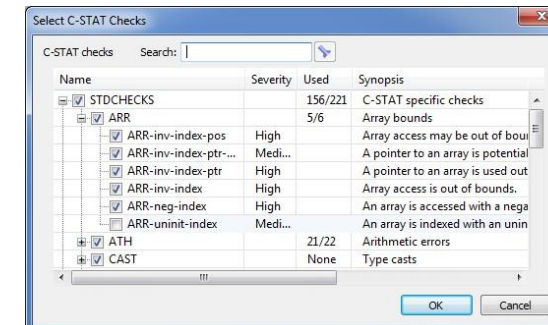 Select C-STAT Checks
C-STAT checks Search:
Name Severity Used Synopsis
STDCHECKS 156/221 C-STAT specific checks
ARR 5/6 Array bounds
ARR-inv-index-pos High Array access may be out of bour
ARR-inv-index-ptr-... Medi... A pointer to an array is potential
ARR-inv-index-ptr High A pointer to an array is used out
ARR-inv-index High Array access is out of bounds.
ARR-neg-index High An array is accessed with a nega
ARR-uninit-index Medi... An array is indexed with an unin
ATH 21/22 Arithmetic errors
CAST None Type casts
OK Cancel